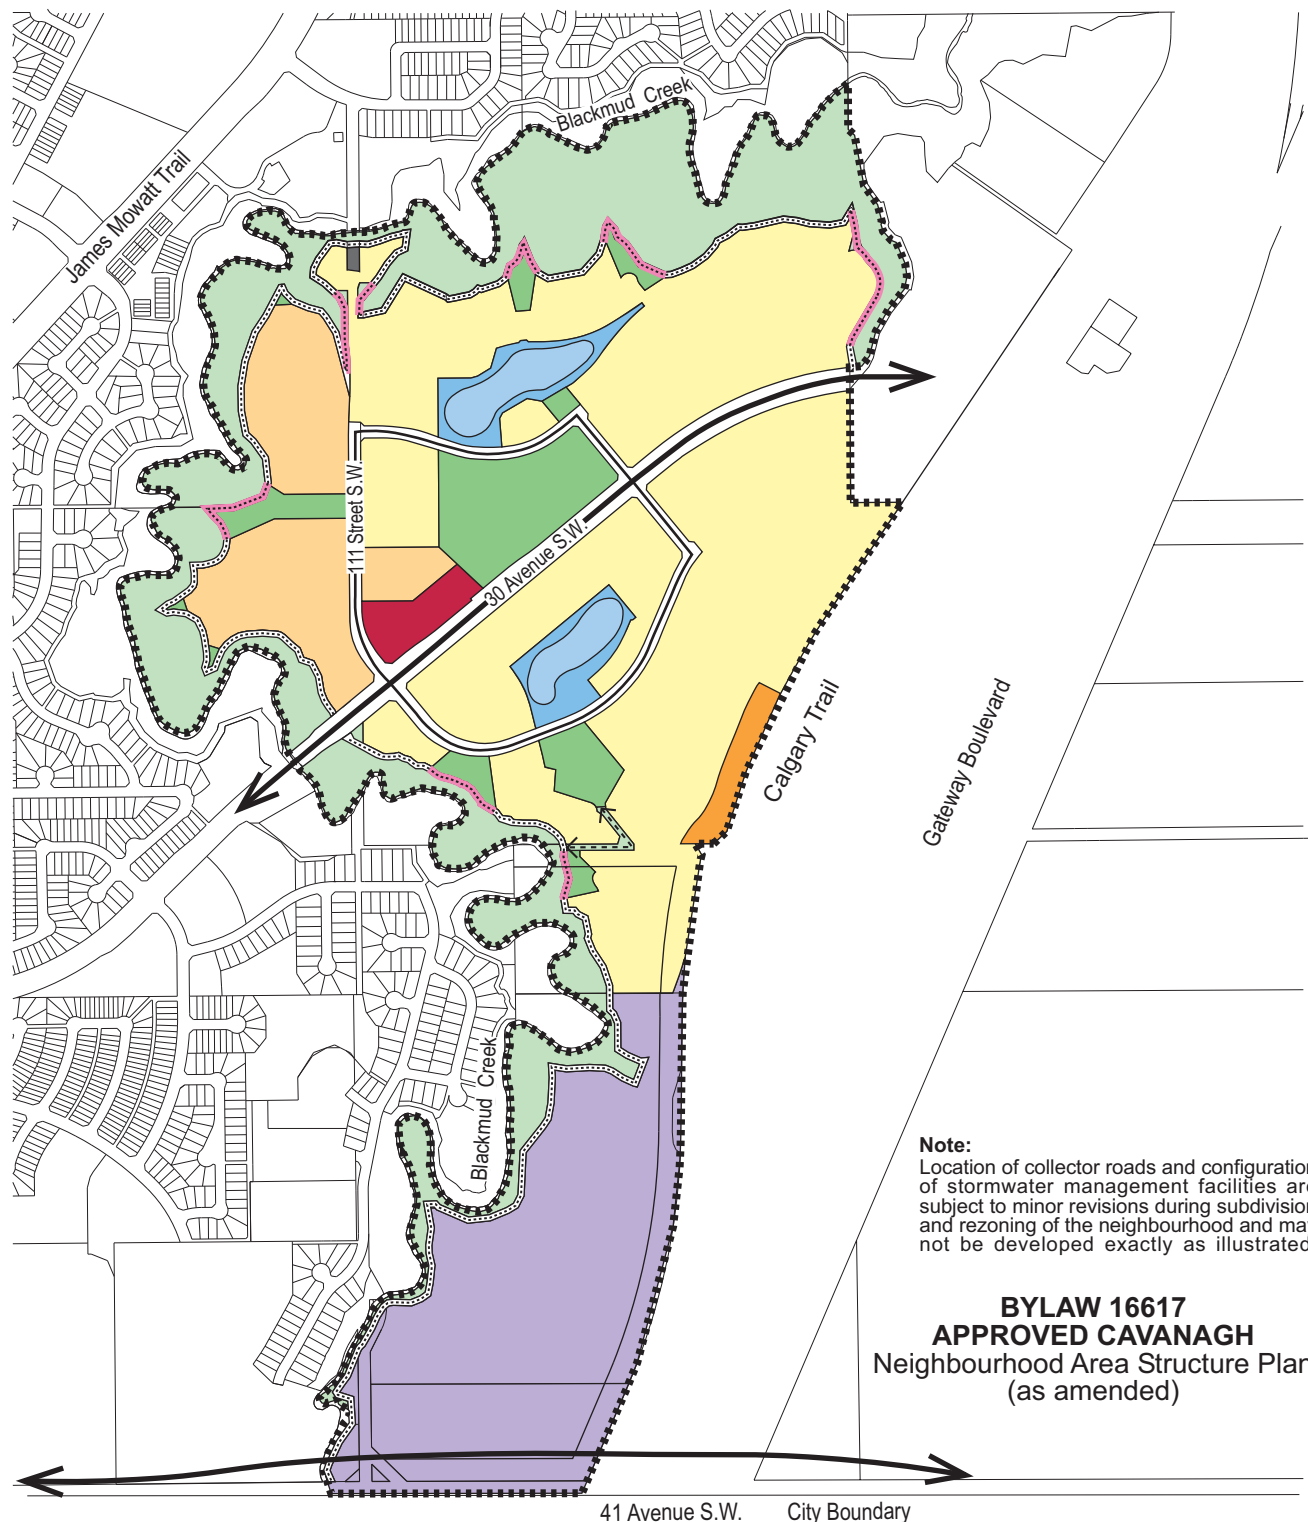 Blackmud Creek
James Mowatt Trail
111 Street S.W.
30 Avenue S.W.
Calgary Trail
Gateway Boulevard
Blackmud Creek
Note:
Location of collector roads and configuration
of stormwater management facilities are
subject to minor revisions during subdivision
and rezoning of the neighbourhood and may
not be developed exactly as illustrated
BYLAW 16617
APPROVED CAVANAGH
Neighbourhood Area Structure Plan
(as amended)
41 Avenue S.W.
City Boundary